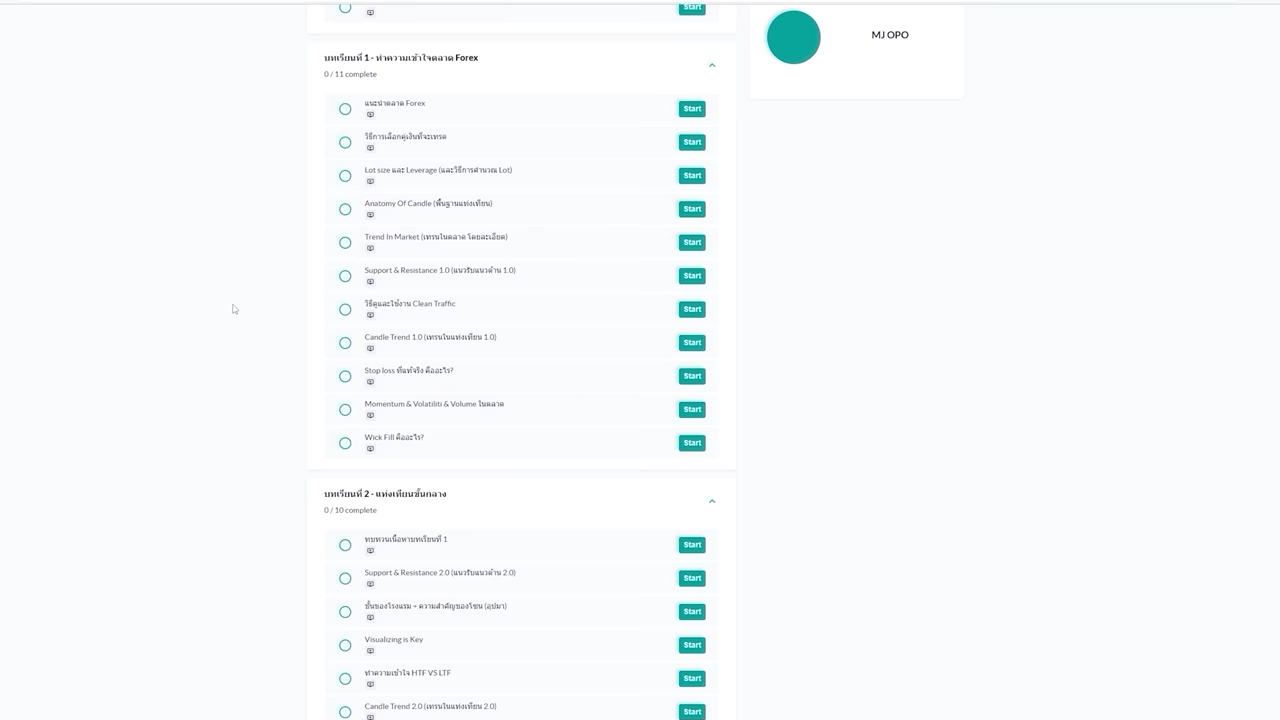 Start
MJ OPO
บทเรียนที่ 1 - ทำความเข้าใจตลาด Forex
0 / 11 complete
แนะนำตลาด Forex
Start
วิธีการเลือกคู่เงินที่จะเทรด
Start
Lot size และ Leverage (และวิธีการคำนวณ Lot)
Start
Anatomy Of Candle (พื้นฐานแท่งเทียน)
Start
Trend In Market (เทรนในตลาด โดยละเอียด)
Start
Support & Resistance 1.0 (แนวรับแนวต้าน 1.0)
Start
วิธีดูและใช้งาน Clean Traffic
Start
Candle Trend 1.0 (เทรนในแท่งเทียน 1.0)
Start
Stop loss ที่แท้จริง คืออะไร?
Start
Momentum & Volatiliti & Volume ในตลาด
Start
Wick Fill คืออะไร?
Start
บทเรียนที่ 2 - แท่งเทียนขั้นกลาง
0 / 10 complete
ทบทวนเนื้อหาบทเรียนที่ 1
Start
Support & Resistance 2.0 (แนวรับแนวต้าน 2.0)
Start
ชั้นของโรงแรม = ความสำคัญของโซน (อุปมา)
Start
Visualizing is Key
Start
ทำความเข้าใจ HTF VS LTF
Start
Candle Trend 2.0 (เทรนในแท่งเทียน 2.0)
Start